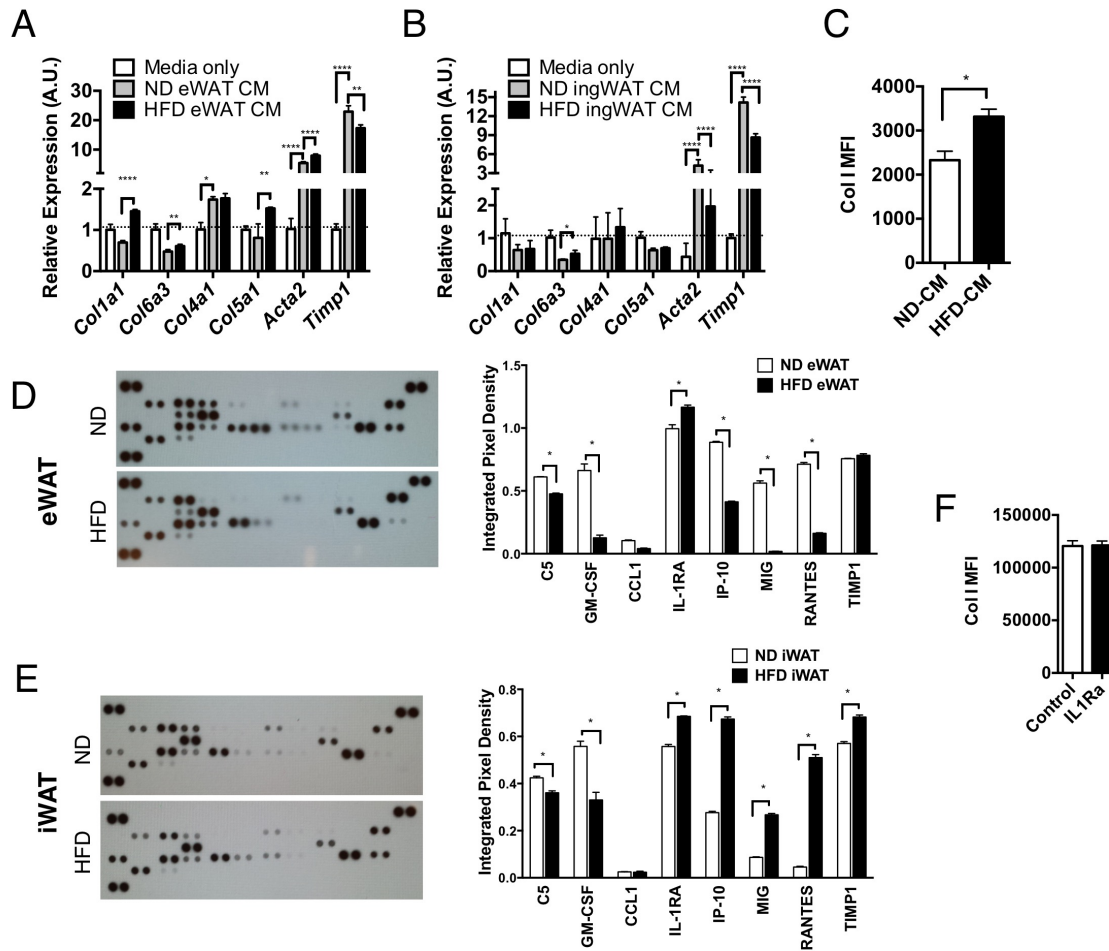 A
Relative Expression (A.U.)
Media only
ND eWAT CM
HFD eWAT CM
30
20
10
2
1
0
****
**
*
**
****
****
****
**
Col1a1
Col6a3
Col4a1
Col5a1
Acta2
Timp1
B
Relative Expression (A.U.)
Media only
ND ingWAT CM
HFD ingWAT CM
15
12
9
6
3
2
1
0
*
****
****
****
****
Col1a1
Col6a3
Col4a1
Col5a1
Acta2
Timp1
C
Col I MFI
4000
3000
2000
1000
0
*
ND-CM
HFD-CM
D
eWAT
ND
HFD
Integrated Pixel Density
1.5
1.0
0.5
0.0
ND eWAT
HFD eWAT
*
*
*
*
*
*
C5
GM-CSF
CCL1
IL-1RA
IP-10
MIG
RANTES
TIMP1
E
iWAT
ND
HFD
Integrated Pixel Density
0.8
0.6
0.4
0.2
0.0
ND iWAT
HFD iWAT
*
*
*
*
*
*
*
C5
GM-CSF
CCL1
IL-1RA
IP-10
MIG
RANTES
TIMP1
F
Col I MFI
150000
100000
50000
0
Control
IL1Ra